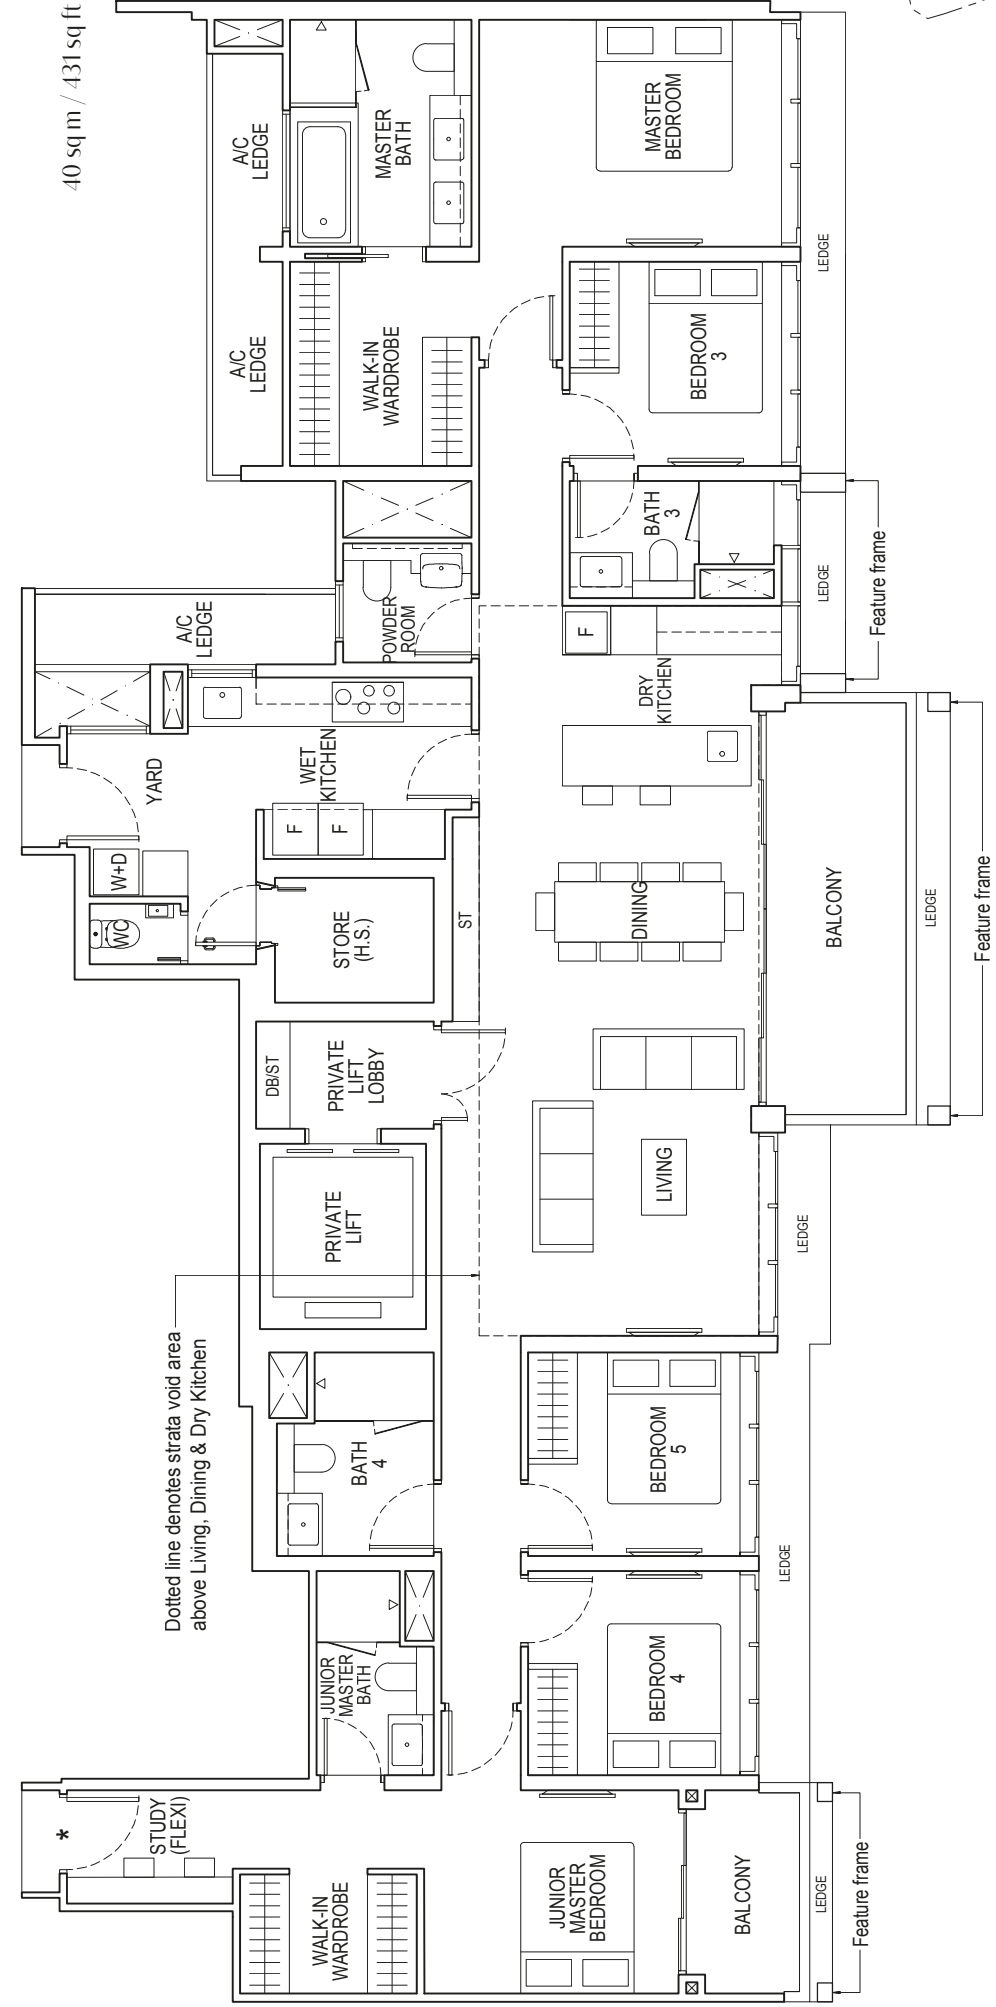 40 sq m / 431 sq ft
A/C
LEDGE
MASTER
BATH
MASTER
BEDROOM
A/C
LEDGE
WALK-IN
WARDROBE
BEDROOM
3
LEDGE
BATH
3
LEDGE
Feature frame
A/C
LEDGE
POWDER
ROOM
F
DRY
KITCHEN
YARD
WET
KITCHEN
F
F
W+D
WC
STORE
(H.S.)
ST
DINING
BALCONY
LEDGE
Feature frame
DB/ST
PRIVATE
LIFT
LOBBY
PRIVATE
LIFT
LIVING
LEDGE
Dotted line denotes strata void area
above Living, Dining & Dry Kitchen
BATH
4
BEDROOM
5
LEDGE
JUNIOR
MASTER
BATH
BEDROOM
4
*
STUDY
(FLEXI)
WALK-IN
WARDROBE
JUNIOR
MASTER
BEDROOM
BALCONY
LEDGE
Feature frame